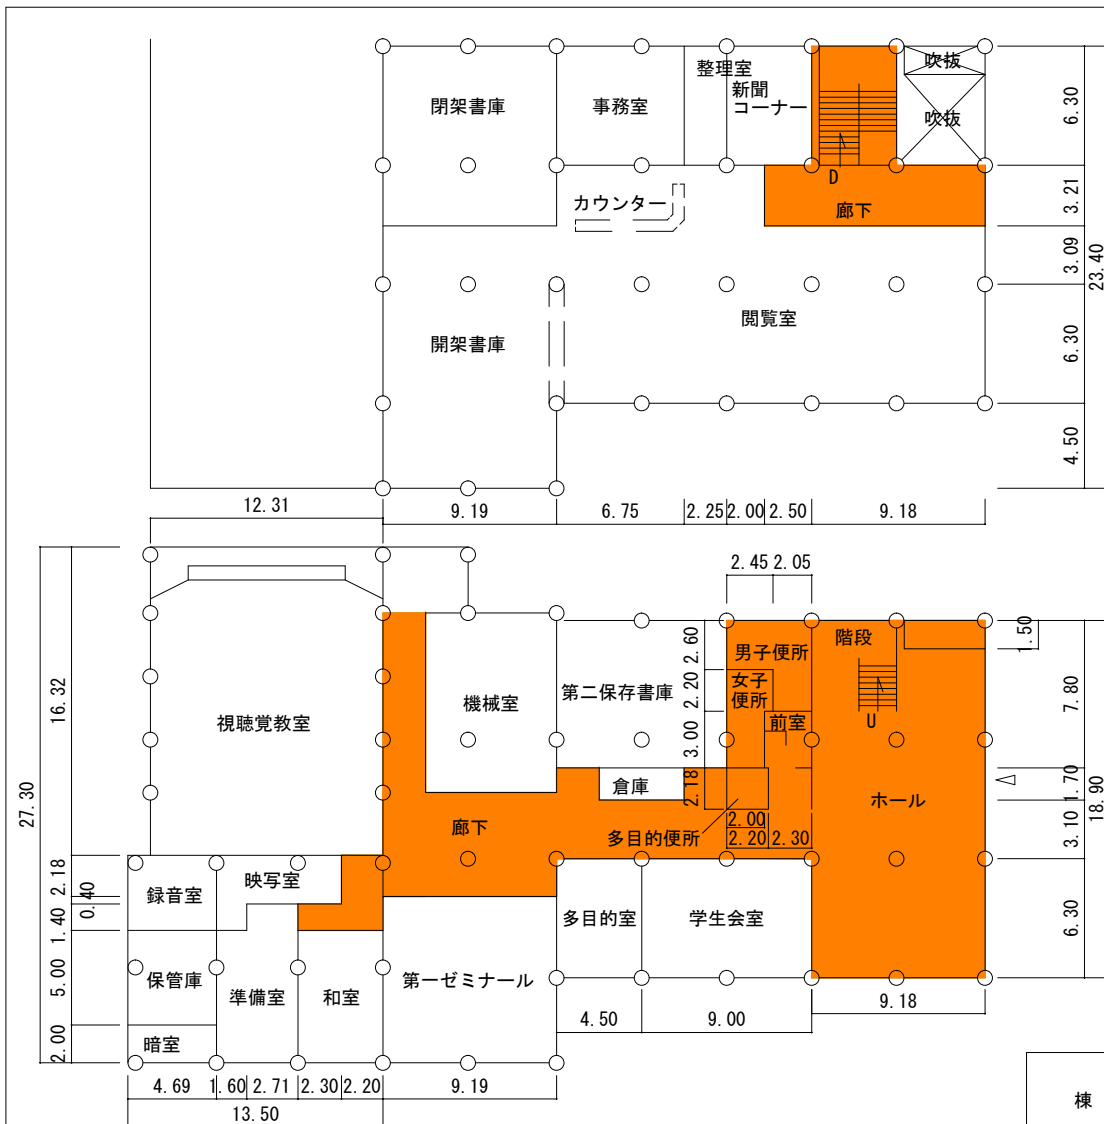 整理室
吹抜
閉架書庫
事務室
新聞
コーナー
吹抜
6.30
D
カウンター
廊下
3.21
3.09
23.40
開架書庫
閲覧室
6.30
4.50
12.31
9.19
6.75
2.25
2.00
2.50
9.18
2.45
2.05
16.32
27.30
視聴覚教室
機械室
第二保存書庫
2.60
2.20
3.00
2.18
男子便所
女子
便所
前室
階段
U
1.50
7.80
1.70
18.90
3.10
倉庫
ホール
廊下
多目的便所
2.00
2.20
2.30
2.18
0.40
1.40
5.00
2.00
録音室
映写室
多目的室
学生会室
6.30
保管庫
準備室
和室
第一ゼミナール
暗室
4.50
9.00
9.18
4.69
1.60
2.71
2.30
2.20
9.19
13.50
棟